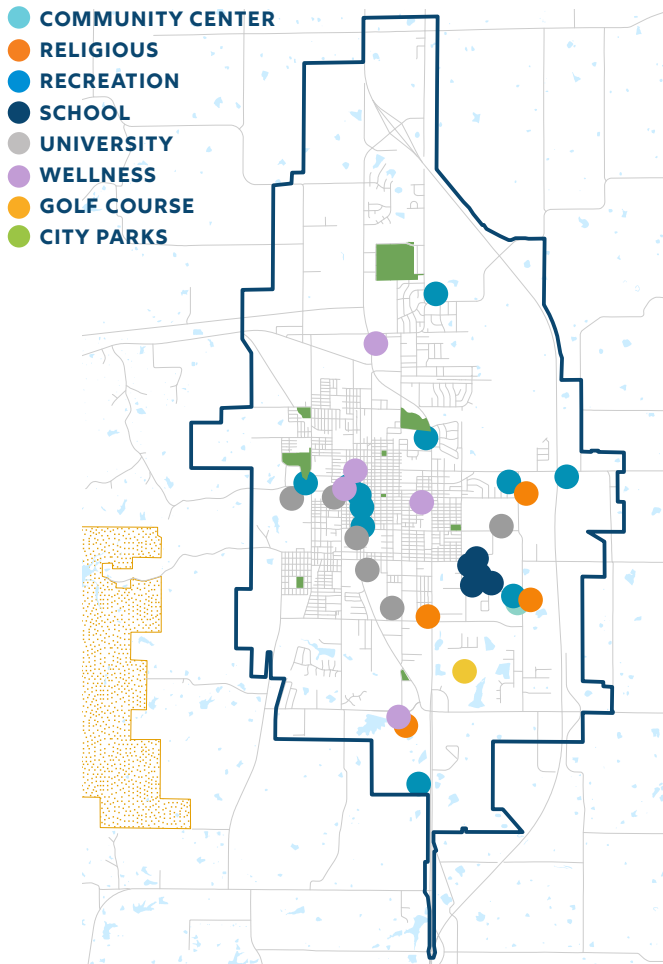 COMMUNITY CENTER
RELIGIOUS
RECREATION
SCHOOL
UNIVERSITY
WELLNESS
GOLF COURSE
CITY PARKS